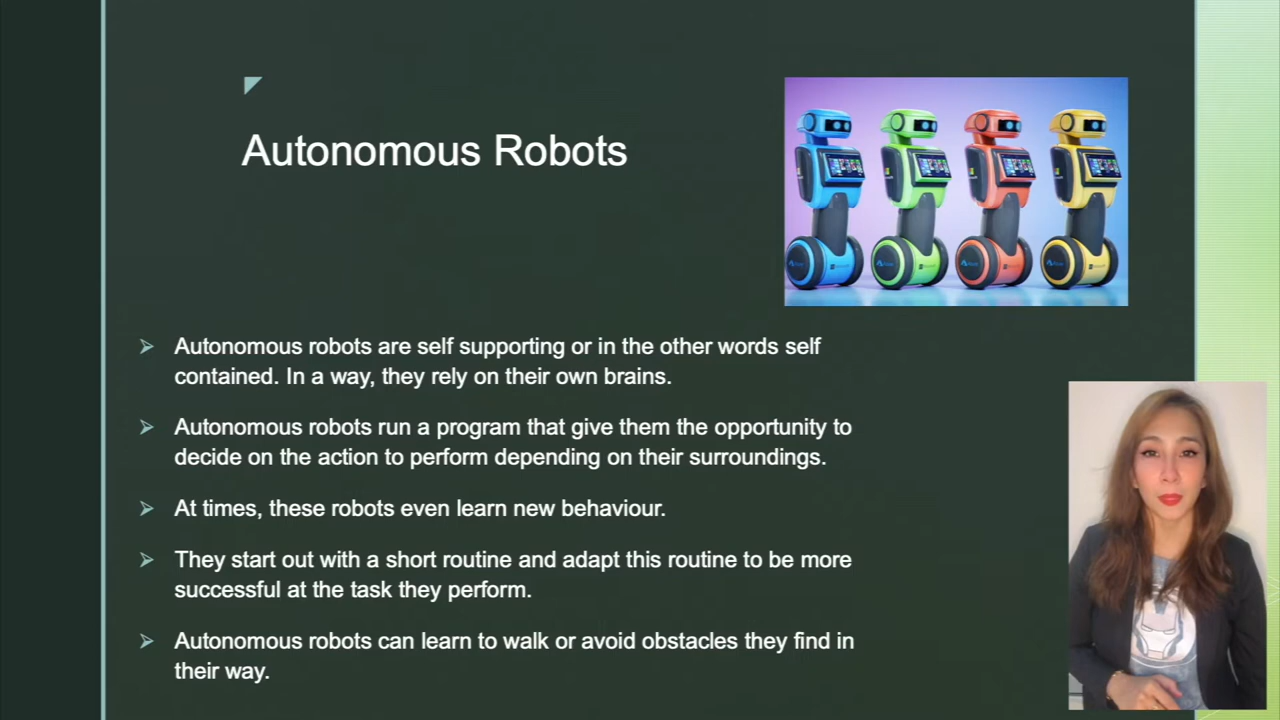 Autonomous Robots
Autonomous robots are self supporting or in the other words self
contained. In a way, they rely on their own brains.
Autonomous robots run a program that give them the opportunity to
decide on the action to perform depending on their surroundings.
At times, these robots even learn new behaviour.
They start out with a short routine and adapt this routine to be more
successful at the task they perform.
Autonomous robots can learn to walk or avoid obstacles they find in
their way.